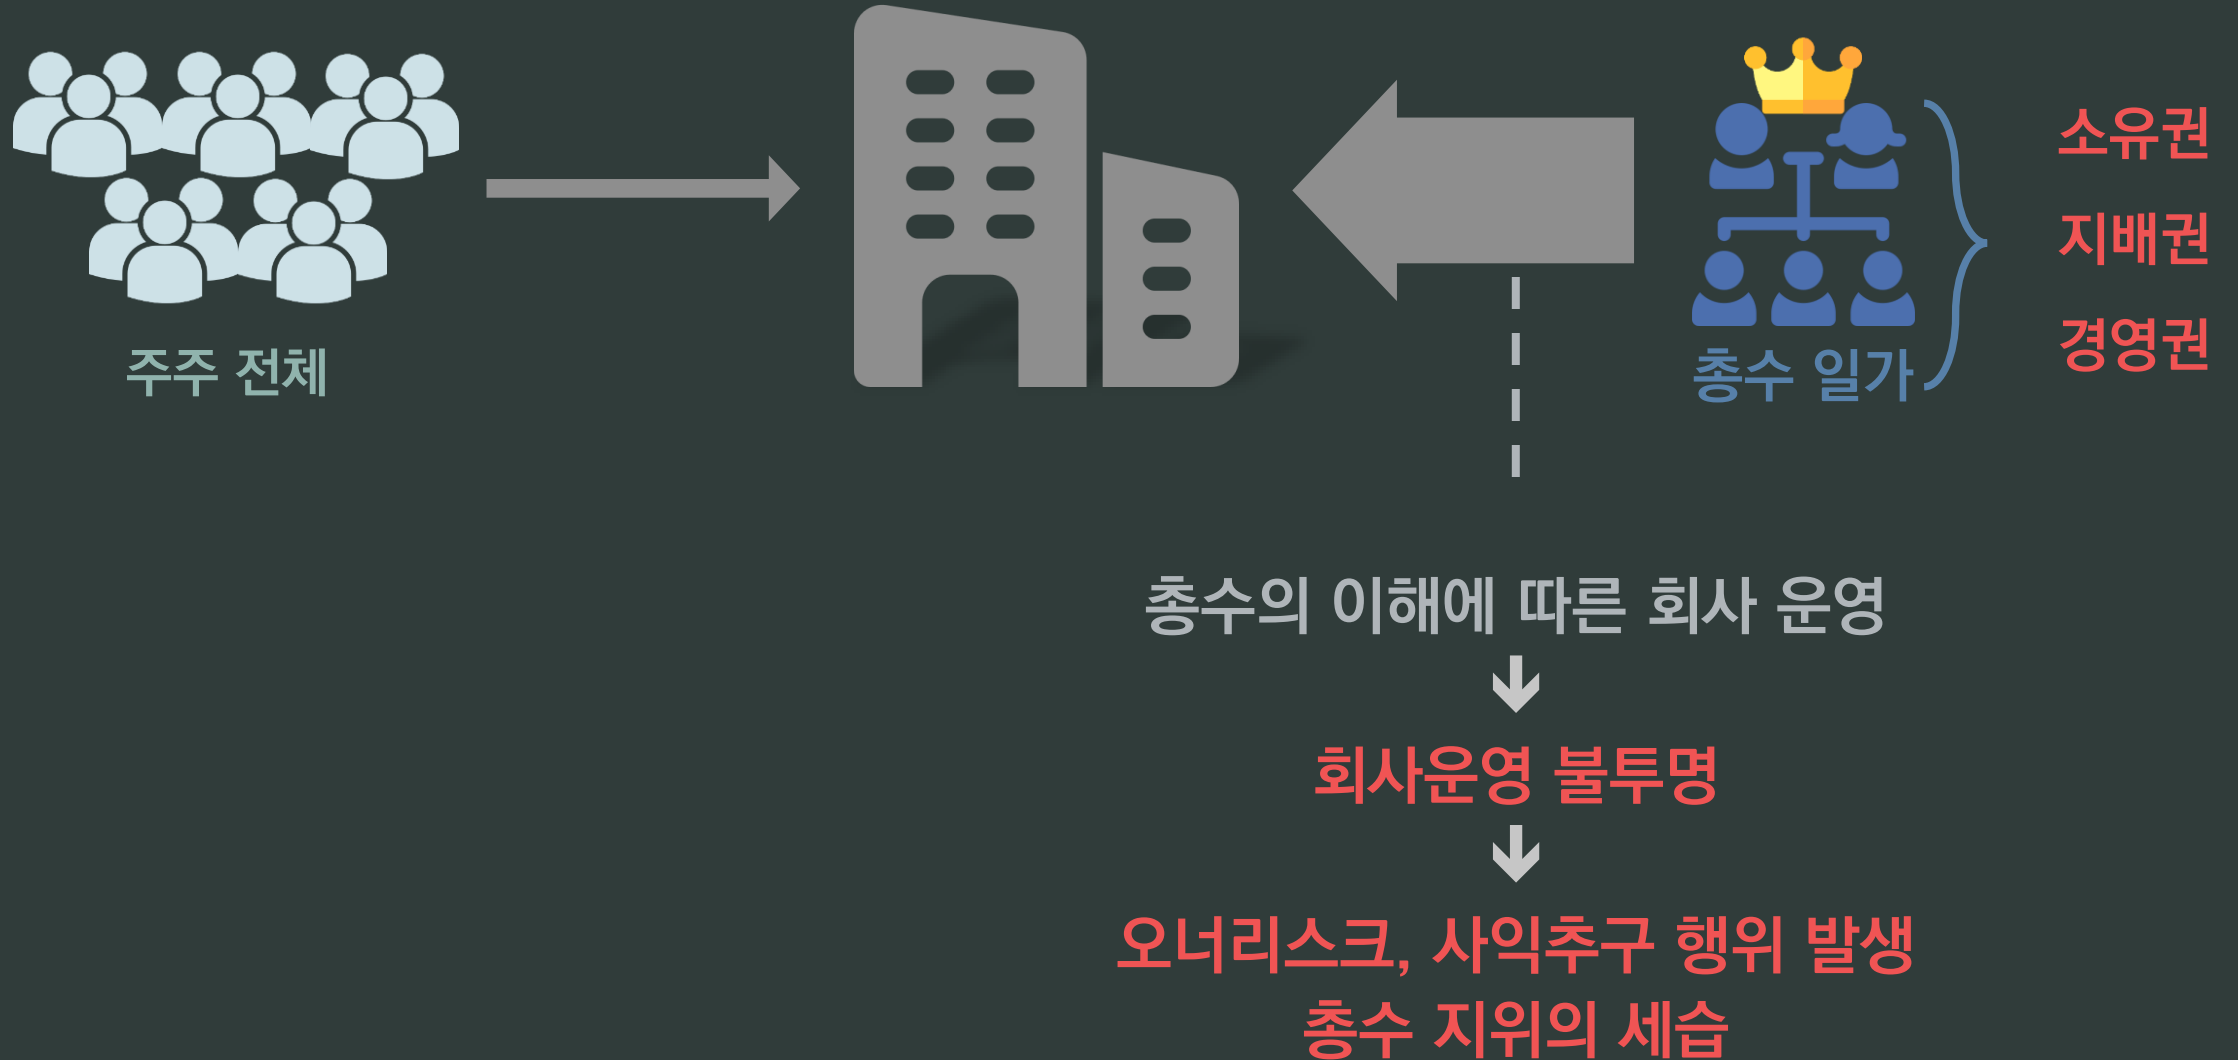 주주 전체
총수 일가
소유권
지배권
경영권
총수의 이해에 따른 회사 운영
회사운영 불투명
오너리스크, 사익추구 행위 발생
총수 지위의 세습